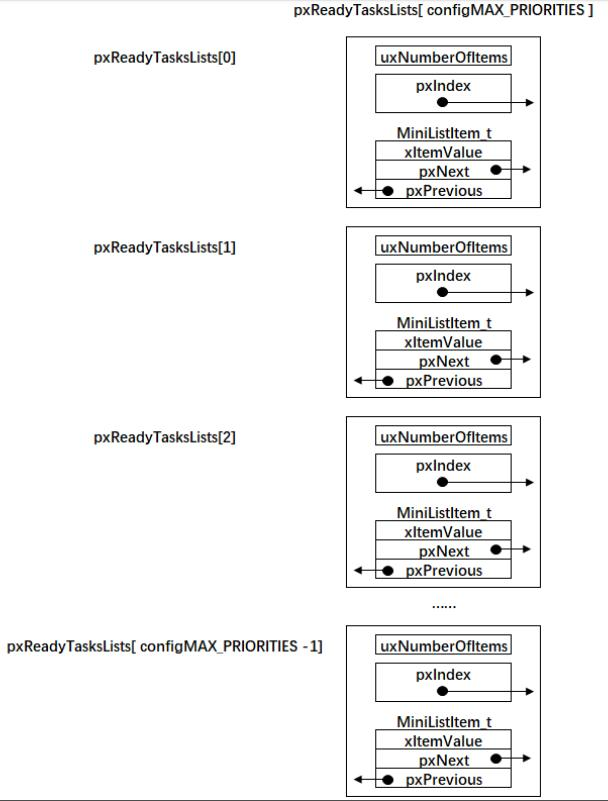 pxReadyTasksLists[ configMAX_PRIORITIES ]
pxReadyTasksLists[0]
uxNumberOfItems
pxIndex
MiniListItem_t
xItemValue
pxNext
pxPrevious
pxReadyTasksLists[1]
uxNumberOfItems
pxIndex
MiniListItem_t
xItemValue
pxNext
pxPrevious
pxReadyTasksLists[2]
uxNumberOfItems
pxIndex
MiniListItem_t
xItemValue
pxNext
pxPrevious
......
pxReadyTasksLists[ configMAX_PRIORITIES -1]
uxNumberOfItems
pxIndex
MiniListItem_t
xItemValue
pxNext
pxPrevious